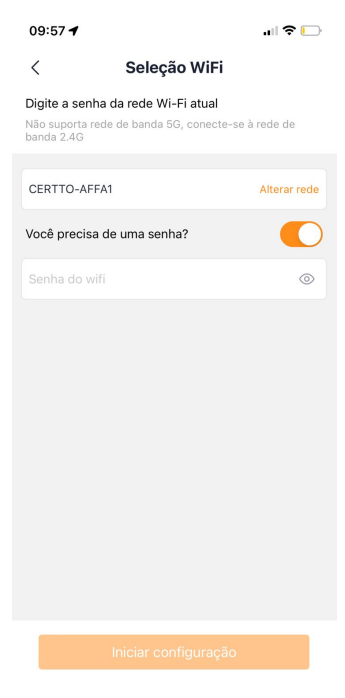 09:57
Seleção WiFi
Digite a senha da rede Wi-Fi atual
Não suporta rede de banda 5G, conecte-se à rede de
banda 2.4G
CERTTO-AFFA1 Alterar rede
Você precisa de uma senha?
Senha do wifi
Iniciar configuração